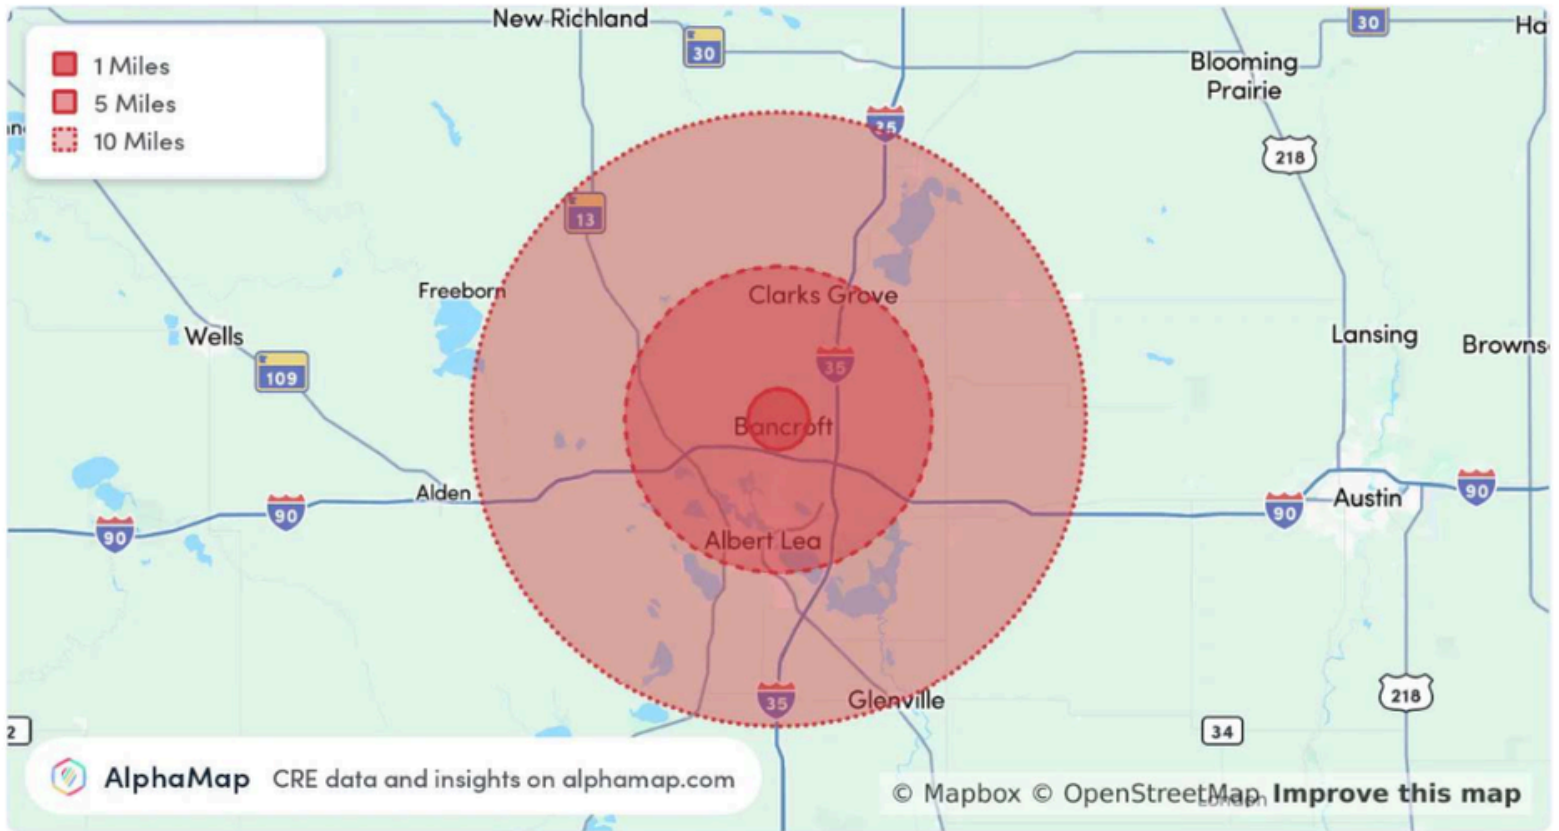 New Richland
30
30
Ha
1 Miles
5 Miles
10 Miles
Blooming
Prairie
35
218
13
Freeborn
Clarks Grove
Wells
Lansing
Browns
109
35
Bancroft
Alden
90
90
90
90
Austin
Albert Lea
35
Glenville
218
2
34
AlphaMap CRE data and insights on alphamap.com
© Mapbox © OpenStreetMap Improve this map
London